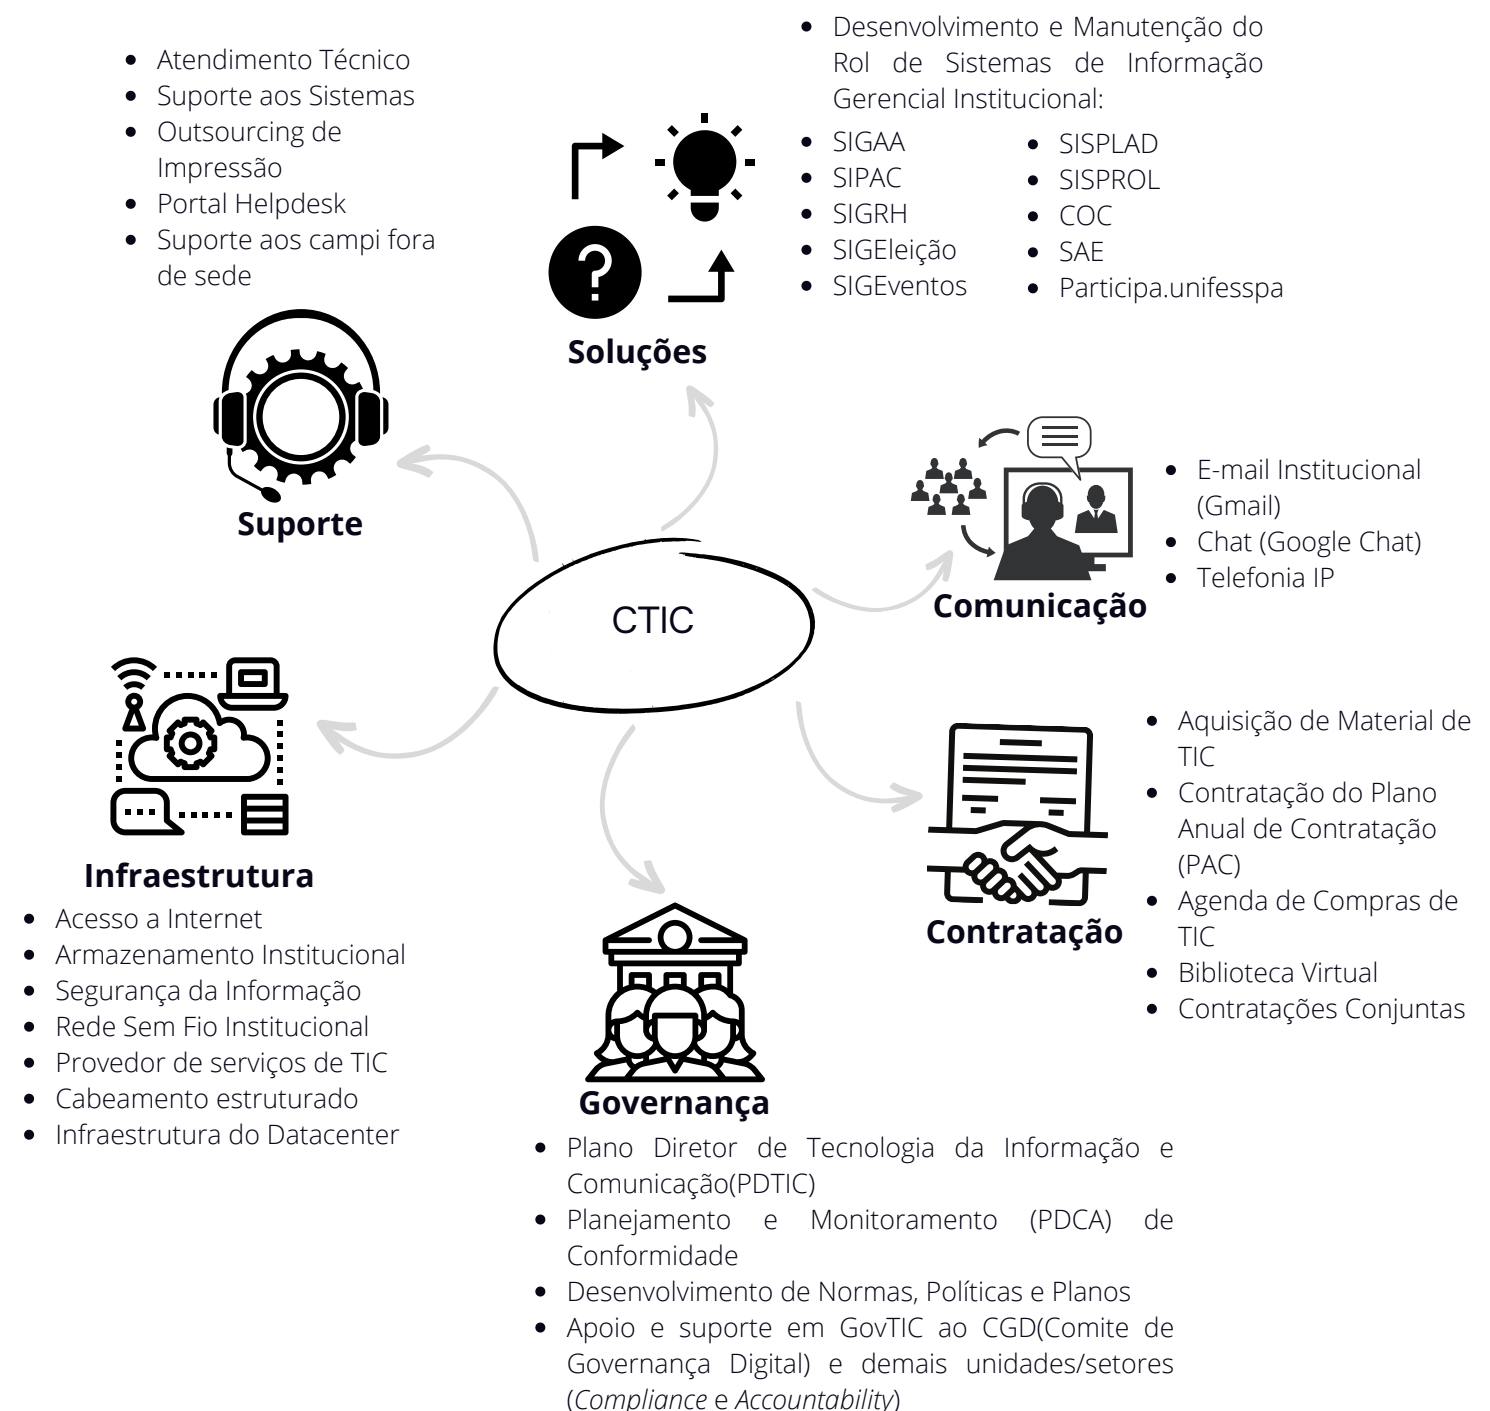 Atendimento Técnico
Suporte aos Sistemas
Outsourcing de
Impressão
Portal Helpdesk
Suporte aos campi fora
de sede
Suporte
Desenvolvimento e Manutenção do
Rol de Sistemas de Informação
Gerencial Institucional:
SIGAA
SIPAC
SIGRH
SIGEleição
SIGEventos
SISPLAD
SISPROL
COC
SAE
Participa.unifesspa
Soluções
E-mail Institucional
(Gmail)
Chat (Google Chat)
Telefonia IP
Comunicação
CTIC
Aquisição de Material de
TIC
Contratação do Plano
Anual de Contratação
(PAC)
Agenda de Compras de
TIC
Biblioteca Virtual
Contratações Conjuntas
Contratação
Infraestrutura
Acesso a Internet
Armazenamento Institucional
Segurança da Informação
Rede Sem Fio Institucional
Provedor de serviços de TIC
Cabeamento estruturado
Infraestrutura do Datacenter
Governança
Plano Diretor de Tecnologia da Informação e
Comunicação(PDTIC)
Planejamento e Monitoramento (PDCA) de
Conformidade
Desenvolvimento de Normas, Políticas e Planos
Apoio e suporte em GovTIC ao CGD(Comite de
Governança Digital) e demais unidades/setores
(Compliance e Accountability)